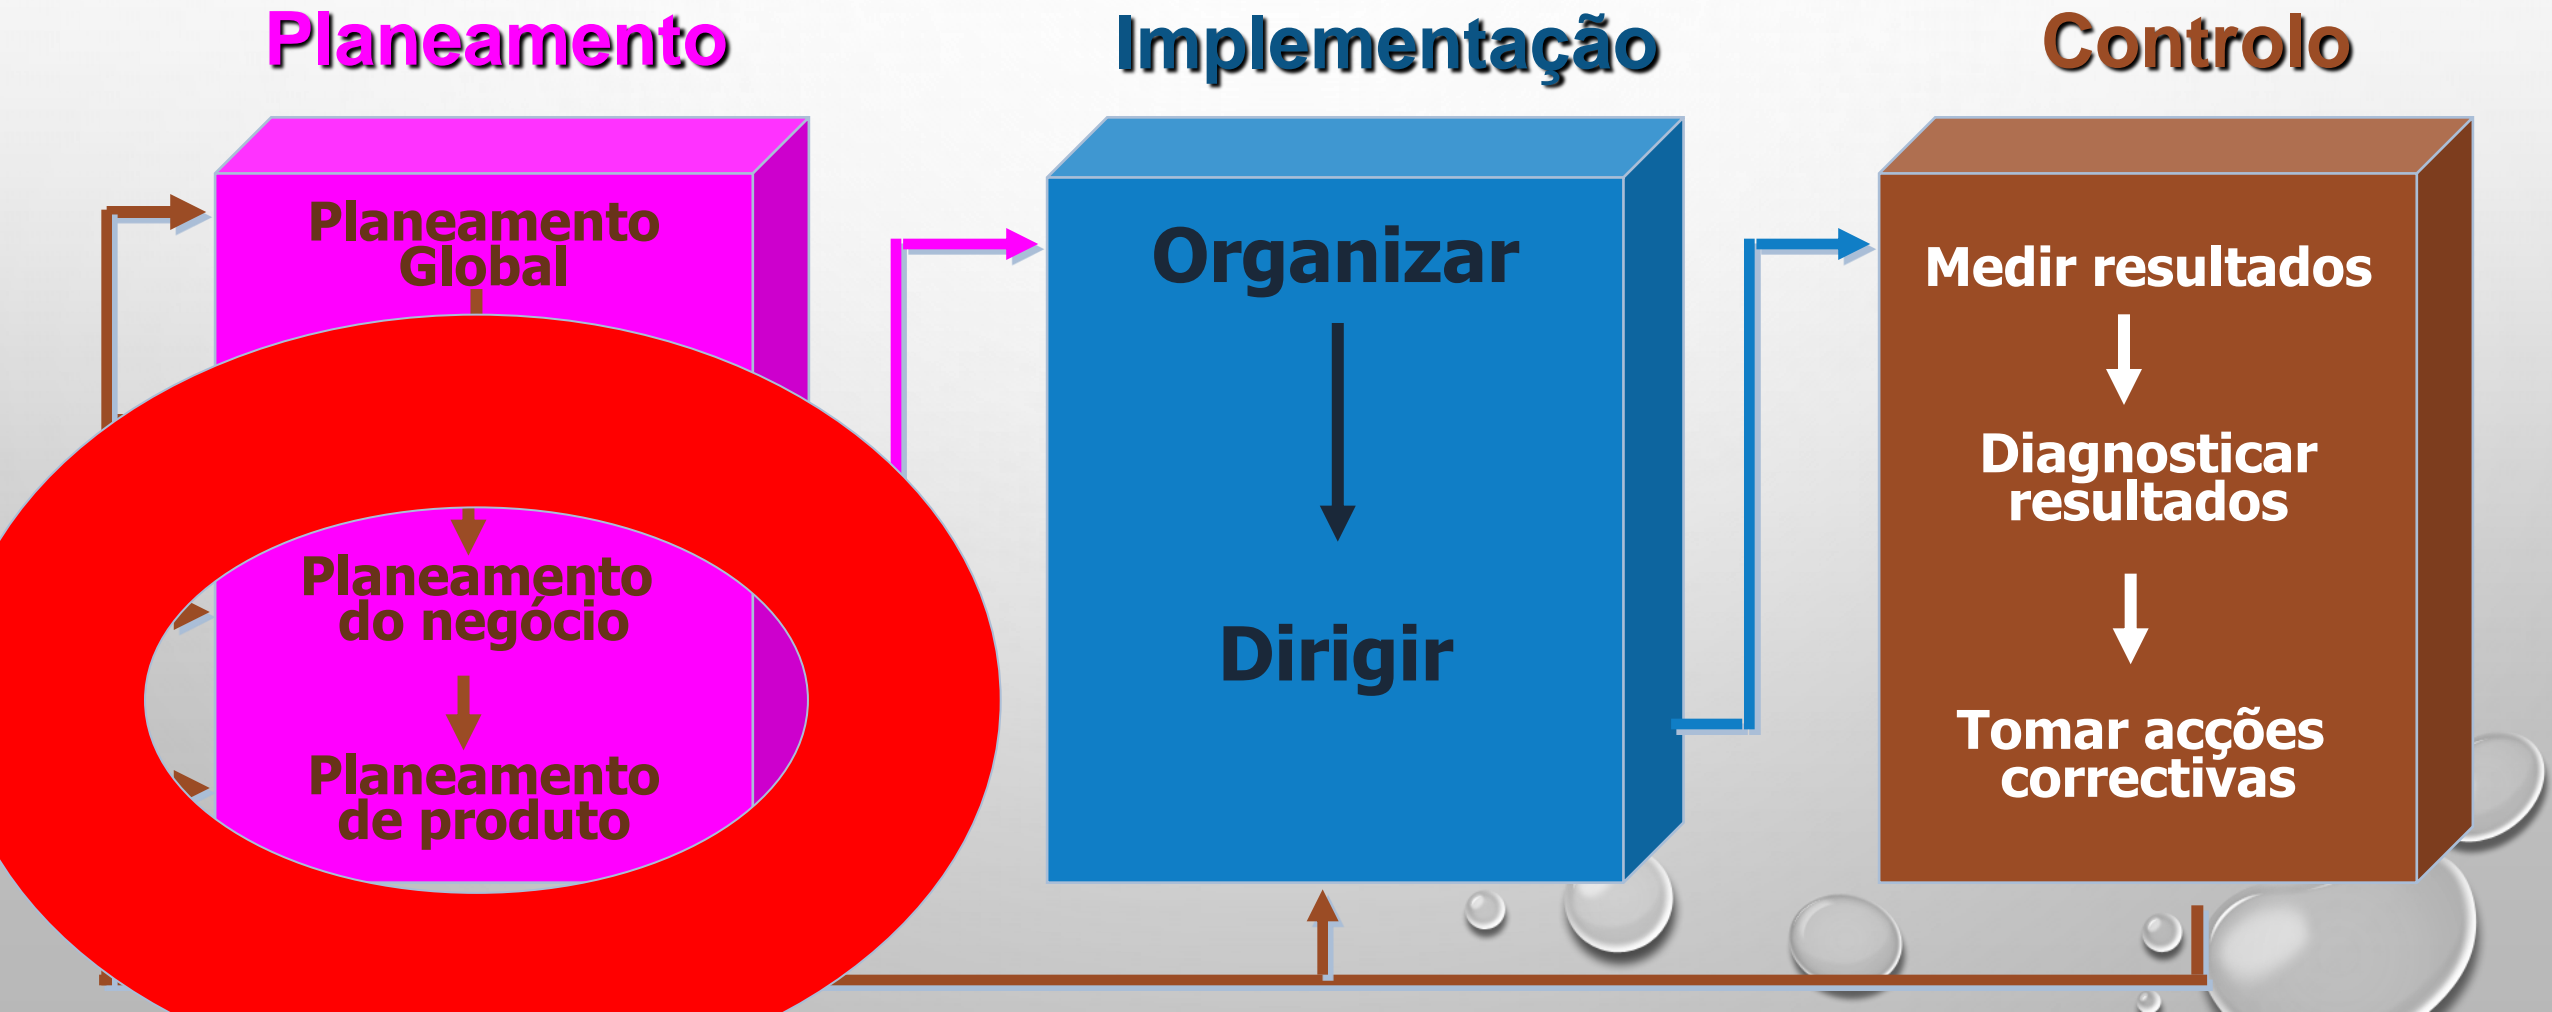 Planeamento
Implementação
Controlo
Planeamento
Global
Planeamento
do negócio
Planeamento
de produto
Organizar
Dirigir
Medir resultados
Diagnosticar
resultados
Tomar acções
correctivas